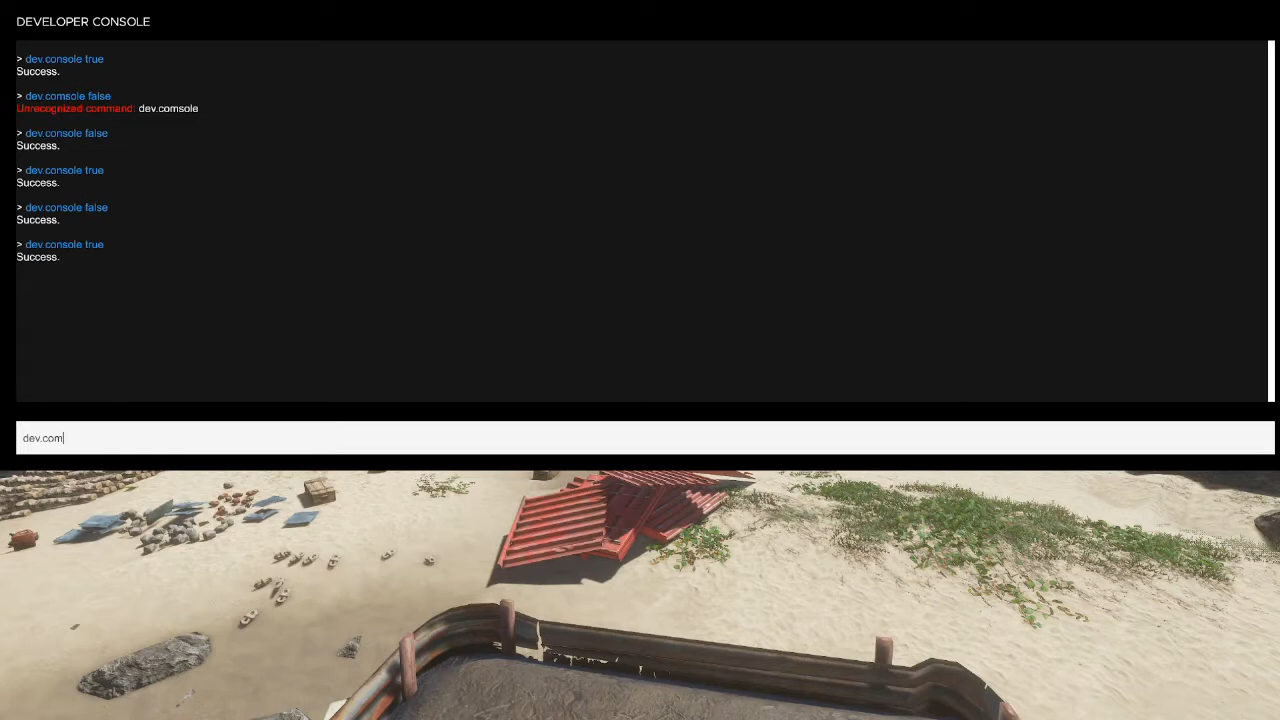 DEVELOPER CONSOLE
> dev.console true
Success.
> dev.comsole false
Unrecognized command: dev.comsole
> dev.console false
Success.
> dev.console true
Success.
> dev.console false
Success.
> dev.console true
Success.
dev.com